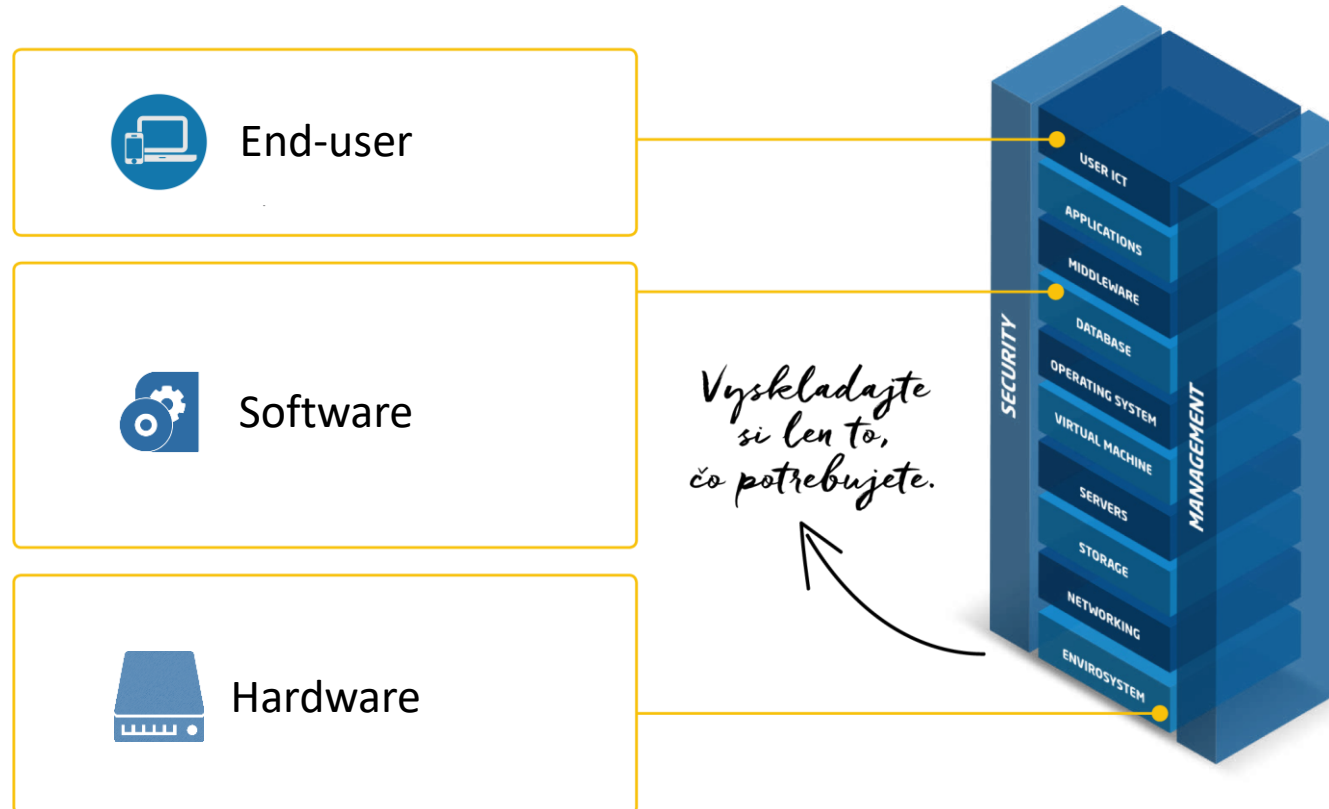 End-user
Software
Hardware
Vyskladajte
si len to,
čo potrebujete.
SECURITY
USER ICT
APPLICATIONS
MIDDLEWARE
DATABASE
OPERATING SYSTEM
VIRTUAL MACHINE
SERVERS
STORAGE
NETWORKING
ENVIROSYSTEM
MANAGEMENT